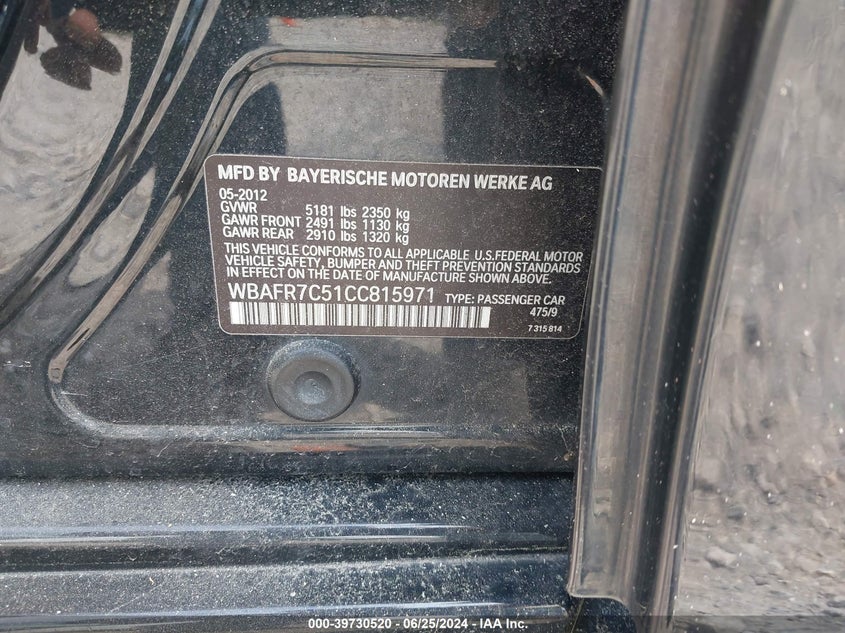 MFD BY BAYERISCHE MOTOREN WERKE AG
05-2012
GVWR 5181 lbs 2350 kg
GAWR FRONT 2491 lbs 1130 kg
GAWR REAR 2910 lbs 1320 kg
THIS VEHICLE CONFORMS TO ALL APPLICABLE U.S.FEDERAL MOTOR
VEHICLE SAFETY, BUMPER AND THEFT PREVENTION STANDARDS
IN EFFECT ON THE DATE OF MANUFACTURE SHOWN ABOVE.
WBAFR7C51CC815971 TYPE: PASSENGER CAR
475/9
7 315 814
000-39730520 - 06/25/2024 - IAA Inc.